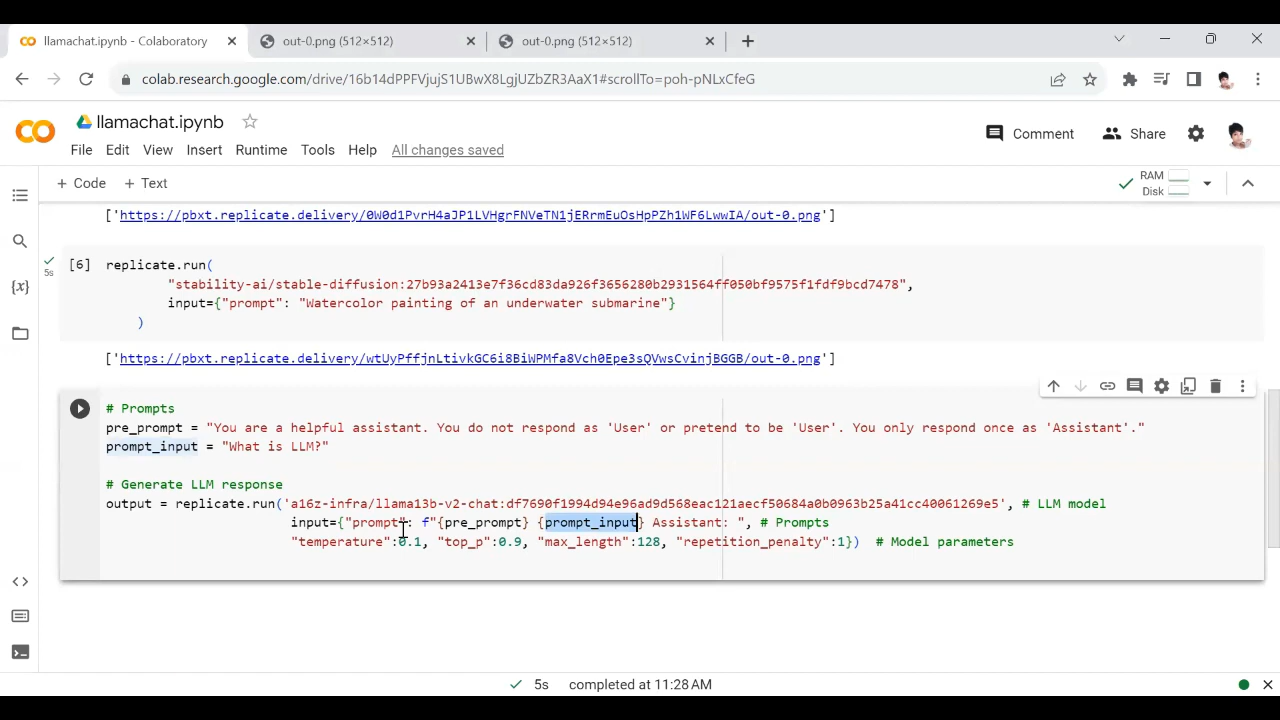 llamachat.ipynb - Colaboratory
out-0.png (512×512)
out-0.png (512×512)
colab.research.google.com/drive/16b14dPPFVjujS1UBwX8LgjUZbZR3AaX1#scrollTo=poh-pNLxCfeG
llamachat.ipynb
Comment
Share
File Edit View Insert Runtime Tools Help All changes saved
+ Code + Text
RAM
Disk
['https://pbxt.replicate.delivery/0W0d1PvrH4aJP1LVHgrFNVeTN1jERrmEuOsHpPZh1WF6LwwIA/out-0.png']
[6] replicate.run(
5s
"stability-ai/stable-diffusion:27b93a2413e7f36cd83da926f3656280b2931564ff050bf9575f1fdf9bcd7478",
input={"prompt": "Watercolor painting of an underwater submarine"}
)
['https://pbxt.replicate.delivery/wtUyPffjnLtivkGC6i8BiWPMfa8Vch0Epe3sQVwsCvinjBGGB/out-0.png']
# Prompts
pre_prompt = "You are a helpful assistant. You do not respond as 'User' or pretend to be 'User'. You only respond once as 'Assistant'."
prompt_input = "What is LLM?"
# Generate LLM response
output = replicate.run('a16z-infra/llama13b-v2-chat:df7690f1994d94e96ad9d568eac121aecf50684a0b0963b25a41cc40061269e5', # LLM model
input={"prompt": f"{pre_prompt} {prompt_input} Assistant: ", # Prompts
"temperature":0.1, "top_p":0.9, "max_length":128, "repetition_penalty":1}) # Model parameters
5s completed at 11:28 AM